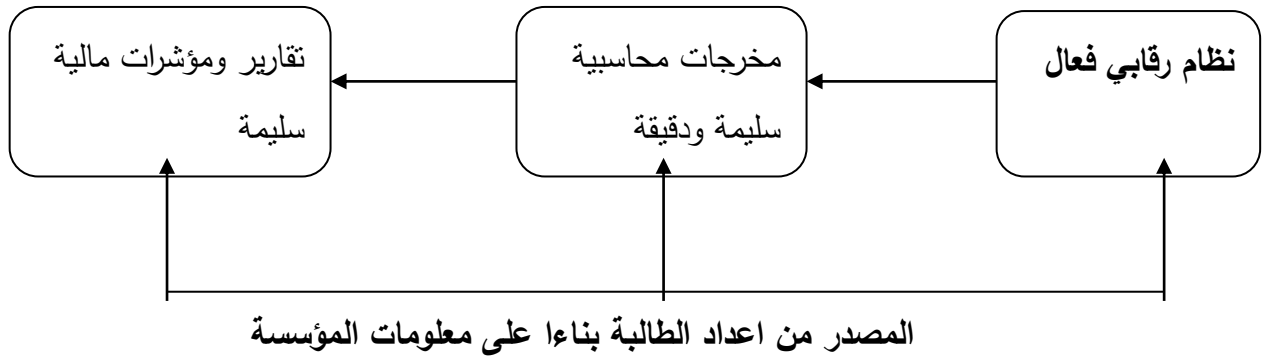 نظام رقابي فعال
مخرجات محاسبية
سليمة ودقيقة
تقارير ومؤشرات مالية
سليمة
المصدر من اعداد الطالبة بناءا على معلومات المؤسسة